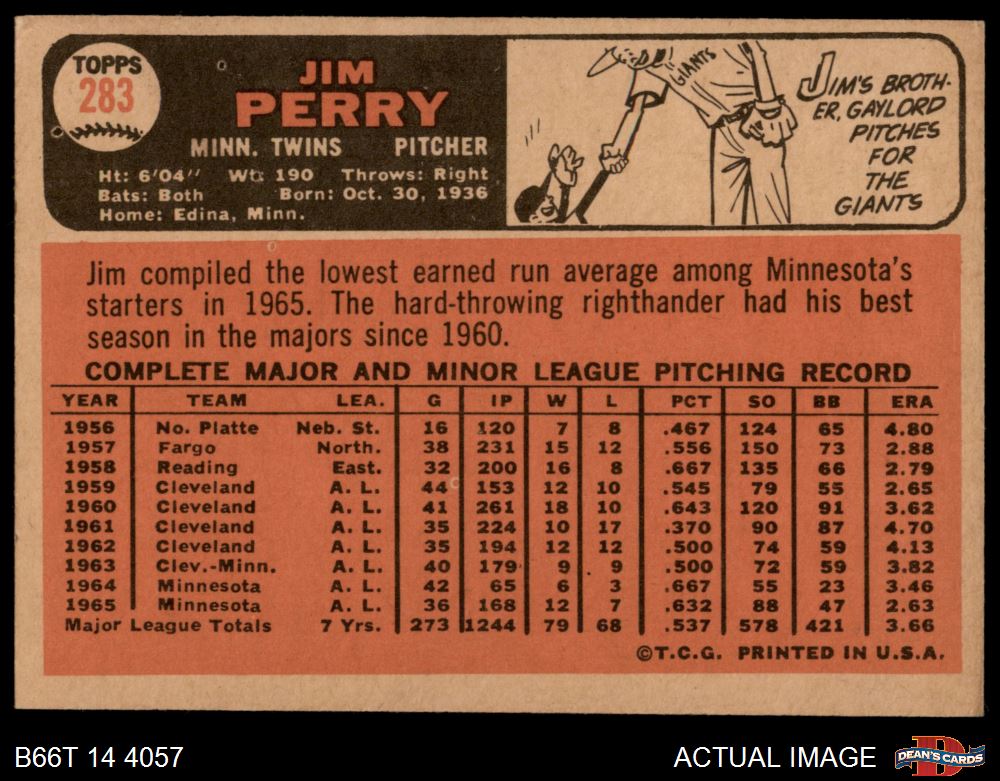 TOPPS
283
JIM
PERRY
MINN. TWINS PITCHER
Ht: 6'04" Wt: 190 Throws: Right
Bats: Both Born: Oct. 30, 1936
Home: Edina, Minn.
GIANTS
JIM'S BROTH-
ER, GAYLORD
PITCHES
FOR
THE
GIANTS
Jim compiled the lowest earned run average among Minnesota's
starters in 1965. The hard-throwing righthander had his best
season in the majors since 1960.
COMPLETE MAJOR AND MINOR LEAGUE PITCHING RECORD
YEAR TEAM LEA. G IP W L PCT SO BB ERA
1956 No. Platte Neb. St. 16 120 7 8 .467 124 65 4.80
1957 Fargo North. 38 231 15 12 .556 150 73 2.88
1958 Reading East. 32 200 16 8 .667 135 66 2.79
1959 Cleveland A. L. 44 153 12 10 .545 79 55 2.65
1960 Cleveland A. L. 41 261 18 10 .643 120 91 3.62
1961 Cleveland A. L. 35 224 10 17 .370 90 87 4.70
1962 Cleveland A. L. 35 194 12 12 .500 74 59 4.13
1963 Clev.-Minn. A. L. 40 179 9 9 .500 72 59 3.82
1964 Minnesota A. L. 42 65 6 3 .667 55 23 3.46
1965 Minnesota A. L. 36 168 12 7 .632 88 47 2.63
Major League Totals 7 Yrs. 273 1244 79 68 .537 578 421 3.66
©T.C.G. PRINTED IN U.S.A.
B66T 14 4057 ACTUAL IMAGE
D
DEAN'S CARDS